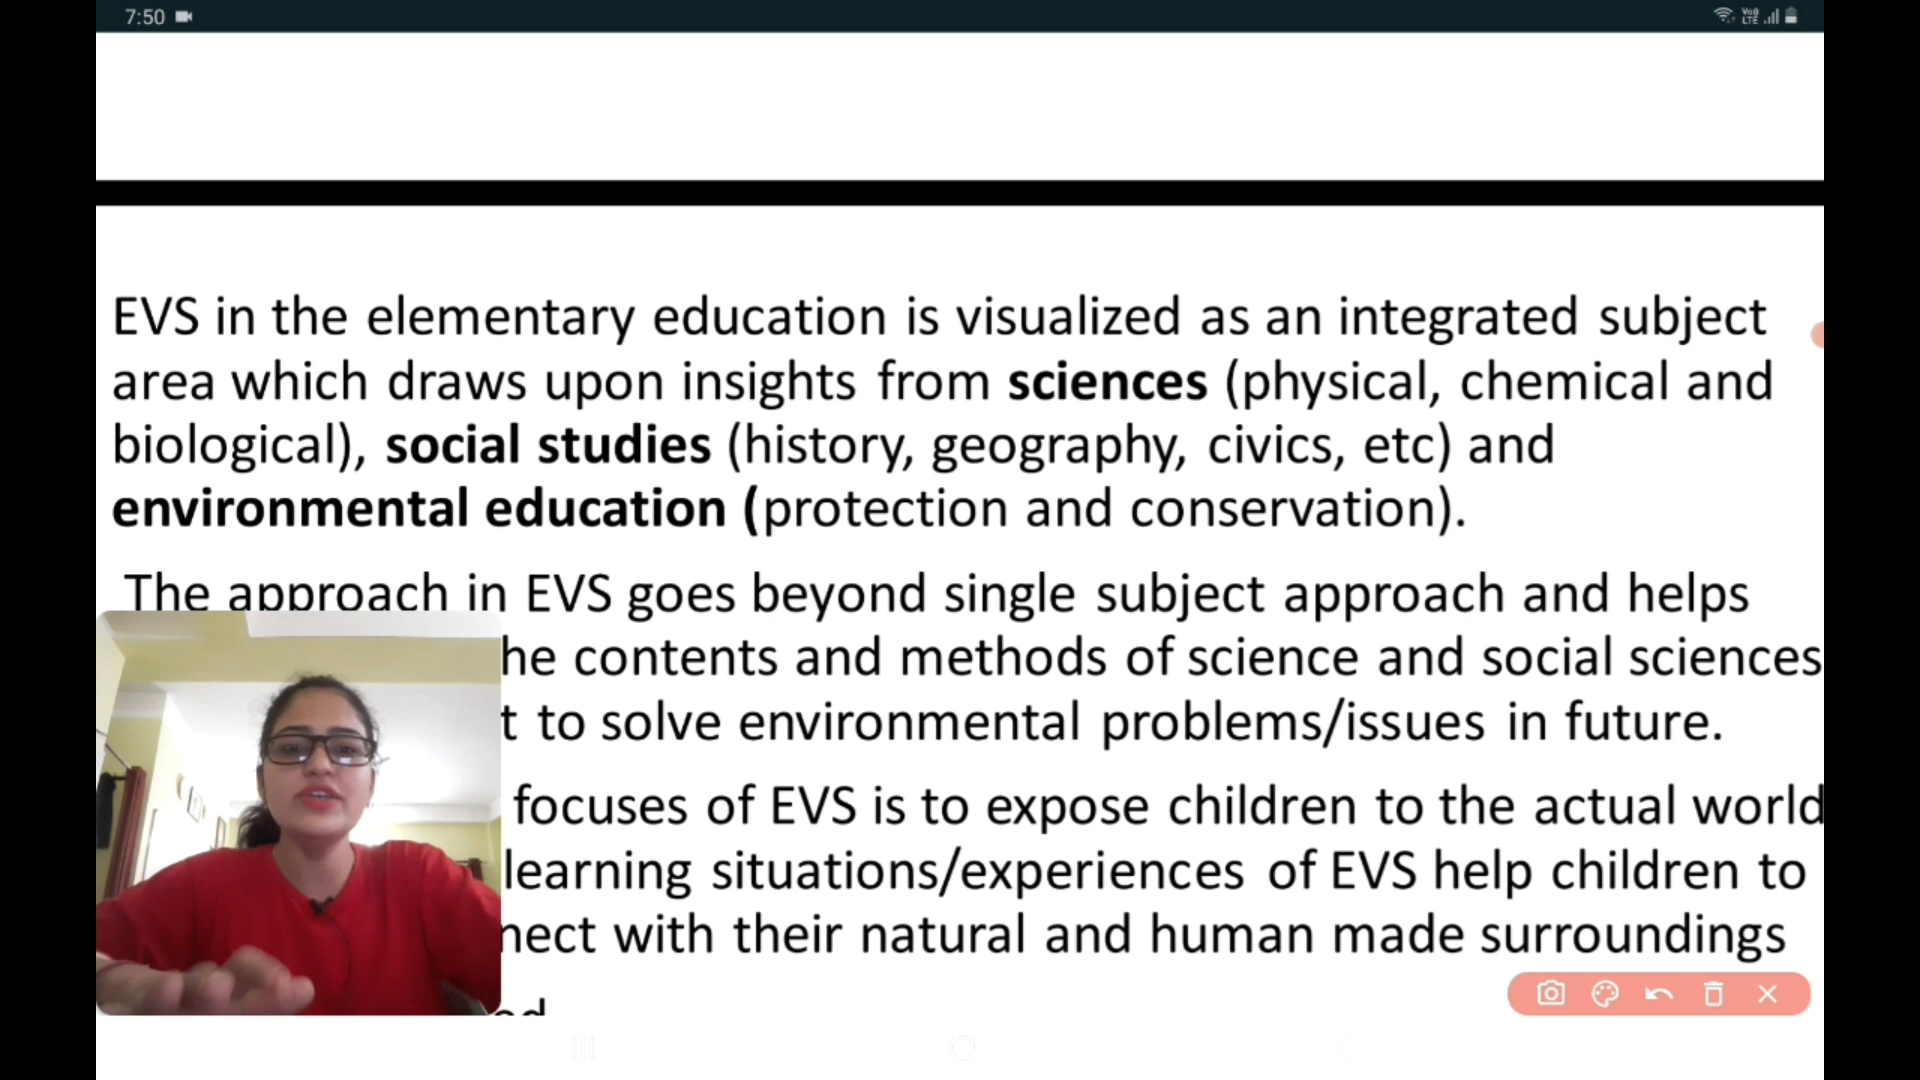 7:50
Vo)) LTE
EVS in the elementary education is visualized as an integrated subject
area which draws upon insights from sciences (physical, chemical and
biological), social studies (history, geography, civics, etc) and
environmental education (protection and conservation).
The approach in EVS goes beyond single subject approach and helps
he contents and methods of science and social sciences
t to solve environmental problems/issues in future.
focuses of EVS is to expose children to the actual world
learning situations/experiences of EVS help children to
nect with their natural and human made surroundings